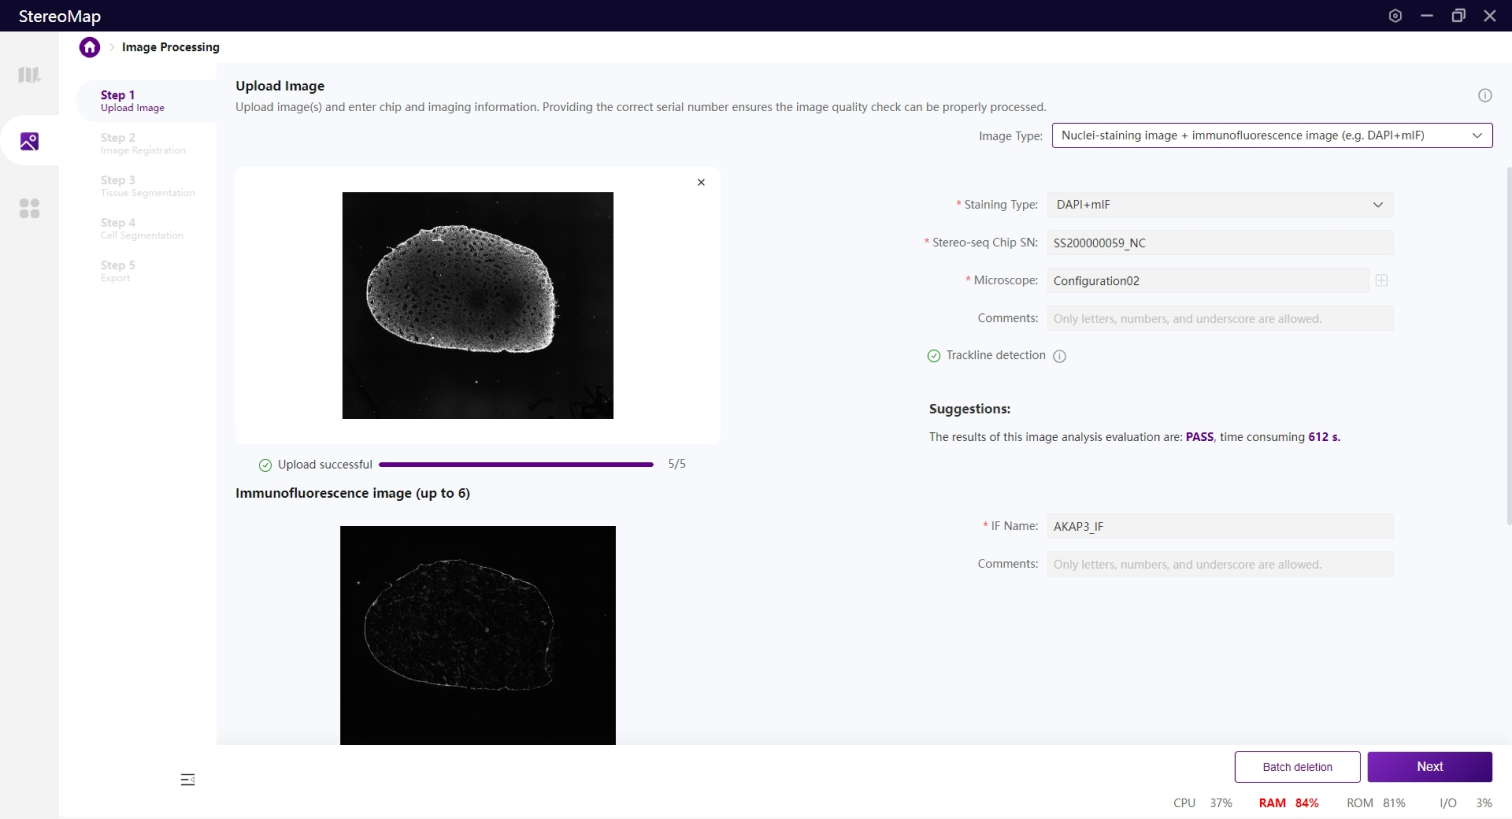 StereoMap
Image Processing
Step 1
Upload Image
Step 2
Image Registration
Step 3
Tissue Segmentation
Step 4
Cell Segmentation
Step 5
Export
Upload Image
Upload image(s) and enter chip and imaging information. Providing the correct serial number ensures the image quality check can be properly processed.
Image Type: Nuclei-staining image + immunofluorescence image (e.g. DAPI+mIF)
* Staining Type: DAPI+mIF
* Stereo-seq Chip SN: SS200000059_NC
* Microscope: Configuration02
Comments: Only letters, numbers, and underscore are allowed.
Trackline detection
Suggestions:
The results of this image analysis evaluation are: PASS, time consuming 612 s.
Upload successful 5/5
Immunofluorescence image (up to 6)
* IF Name: AKAP3_IF
Comments: Only letters, numbers, and underscore are allowed.
Batch deletion Next
CPU 37% RAM 84% ROM 81% I/O 3%